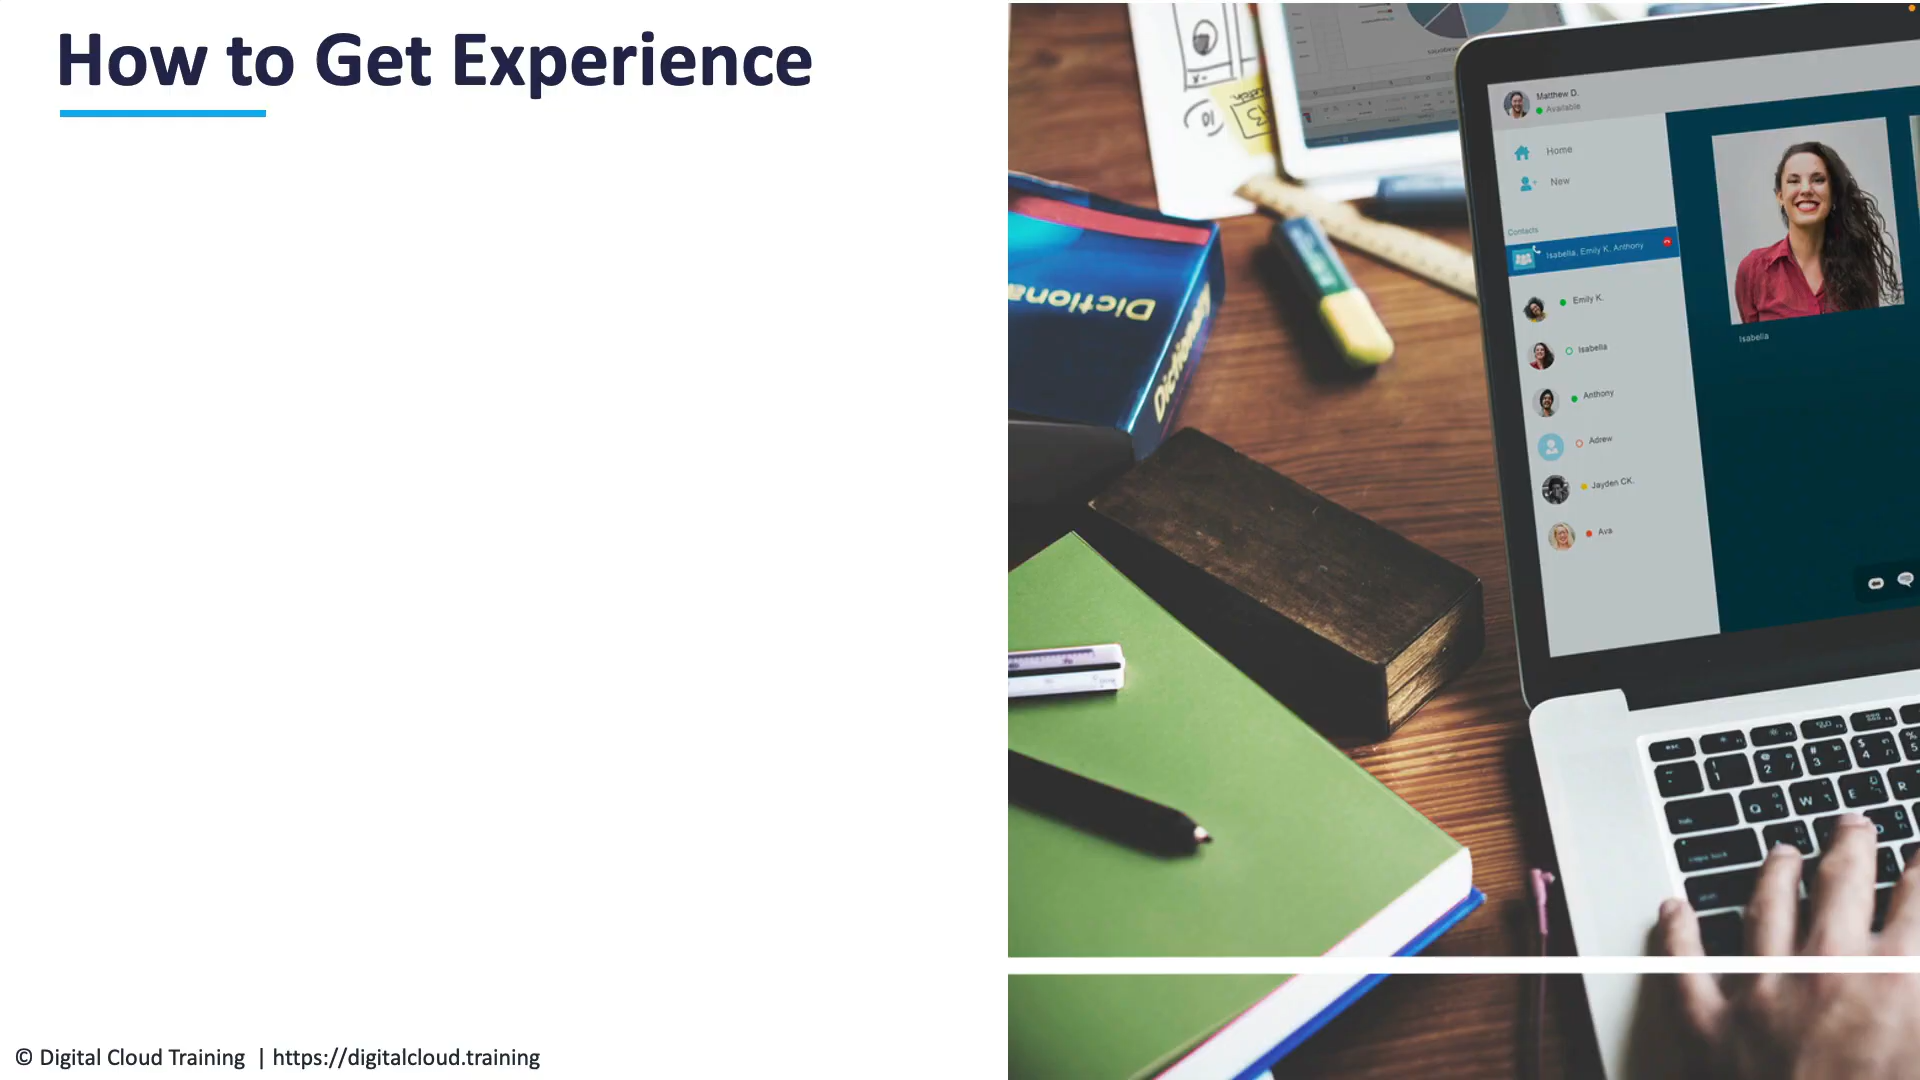 How to Get Experience
Matthew D.
Available
Home
New
Contacts
Isabella, Emily K, Anthony
Emily K.
Isabella
Anthony
Adrew
Jayden CK.
Ava
Isabella
Dictionary
esc
Q
W
E
R
© Digital Cloud Training | https://digitalcloud.training